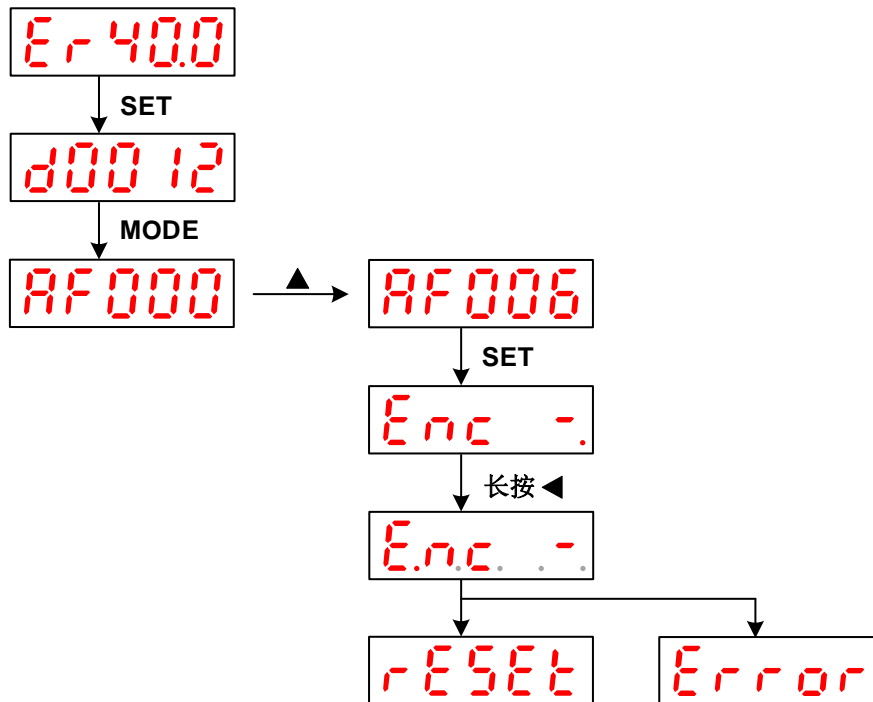 Er 40.0
SET
d0012
MODE
AF000
▲
AF006
SET
Enc -.
长按◀
E.nc -
rESEt
Error